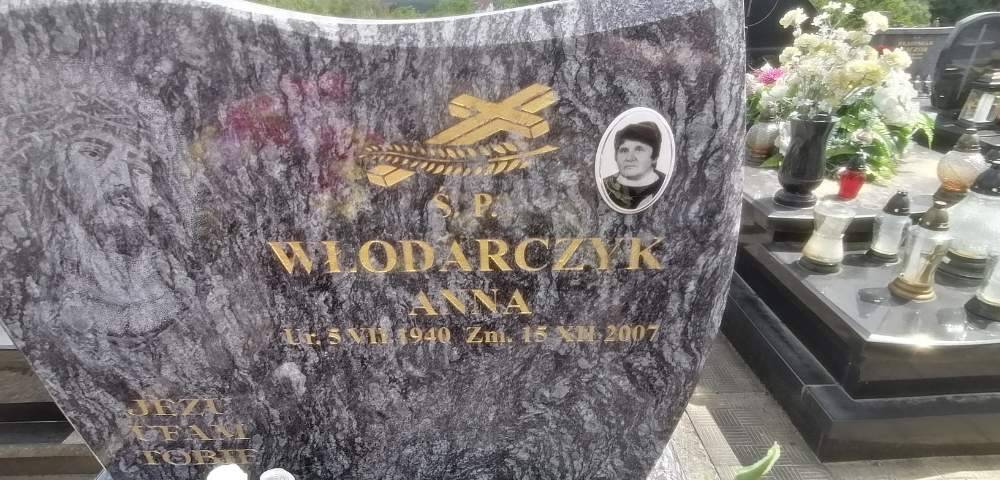 Ś. P.
WŁODARCZYK
ANNA
Ur. 5 VII 1940 Zm. 15 XII 2007
JEZU
UFAM
TOBIE